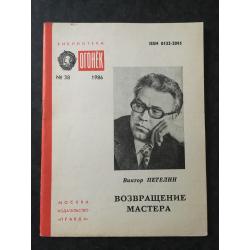 БИБЛИОТЕКА
ОГОНЁК
№ 38
1986
ISSN 0132-2095
Виктор ПЕТЕЛИН
ВОЗВРАЩЕНИЕ
МАСТЕРА
МОСКВА
ИЗДАТЕЛЬСТВО
«ПРАВДА»